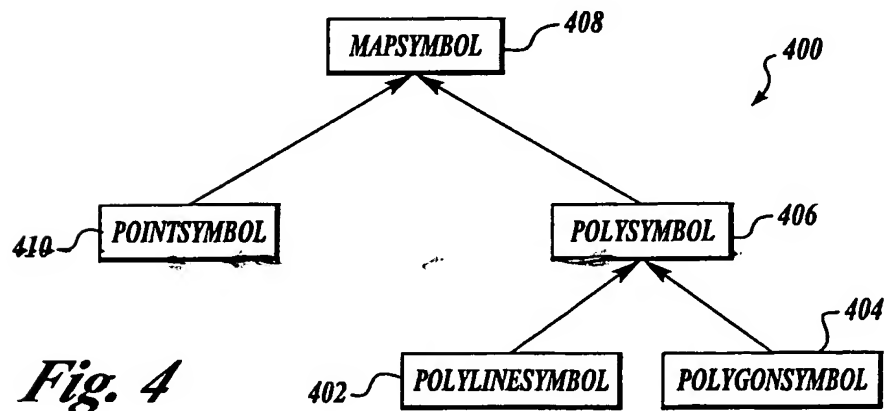 MAPSYMBOL
408
400
410
POINTSYMBOL
POLYSYMBOL
406
404
Fig. 4
402
POLYLINESYMBOL
POLYGONSYMBOL